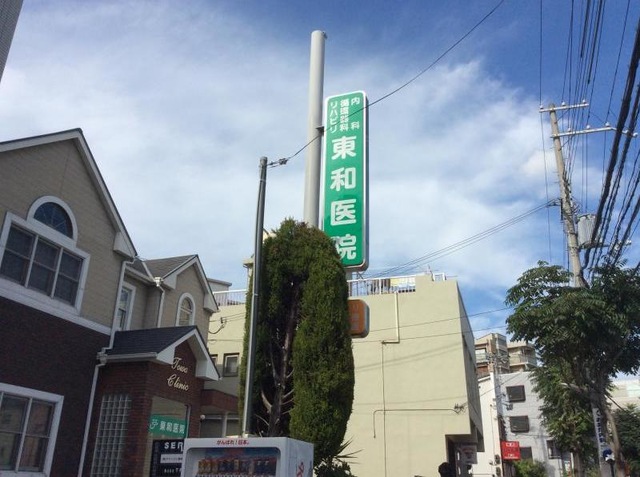 内科
循環器科
リハビリ
東和医院
Towa
Clinic
東和医院
SEN
がんばれ!日本。